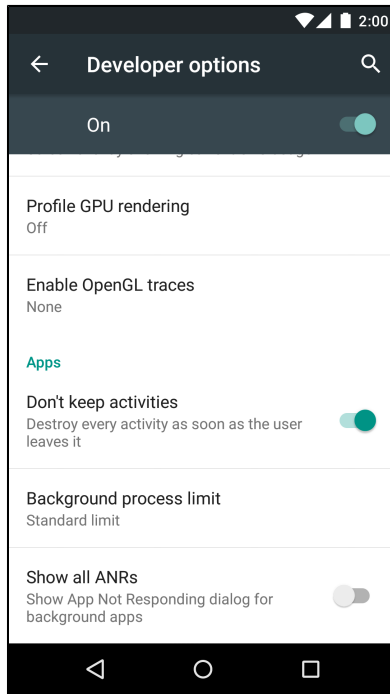 2:00
Developer options
On
Profile GPU rendering
Off
Enable OpenGL traces
None
Apps
Don't keep activities
Destroy every activity as soon as the user
leaves it
Background process limit
Standard limit
Show all ANRs
Show App Not Responding dialog for
background apps